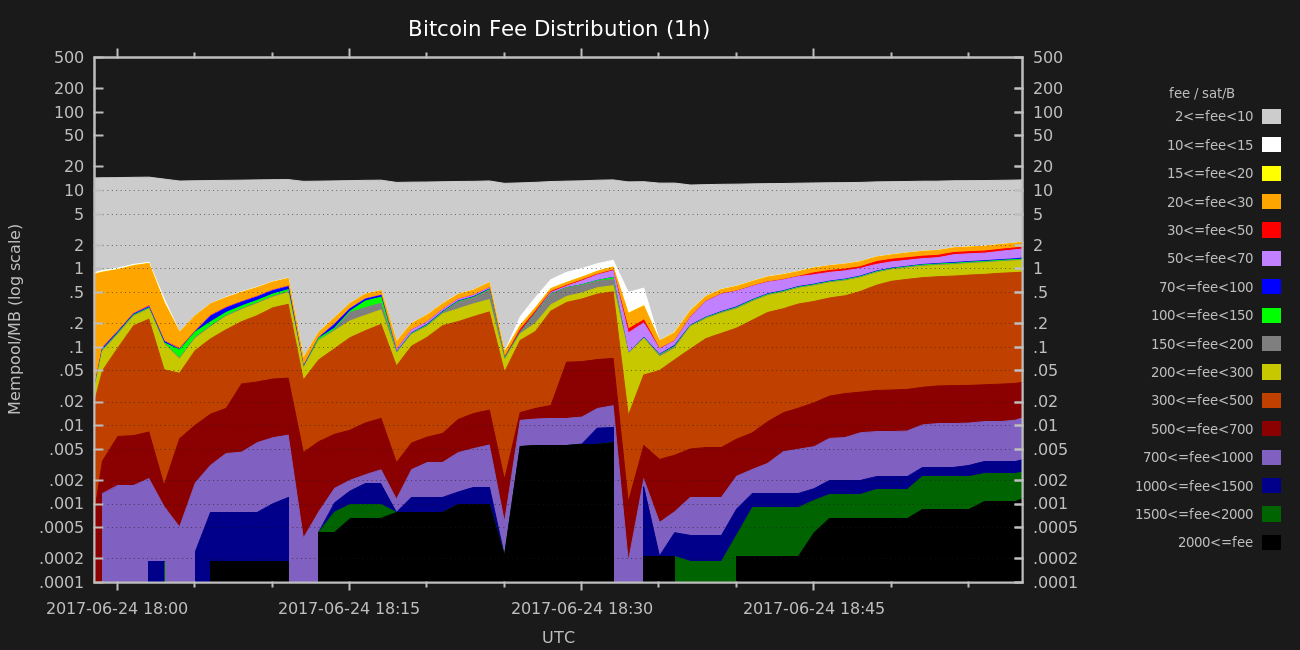 Bitcoin Fee Distribution (1h)
Mempool/MB (log scale)
500
200
100
50
20
10
5
2
1
.5
.2
.1
.05
.02
.01
.005
.002
.001
.0005
.0002
.0001
500
200
100
50
20
10
5
2
1
.5
.2
.1
.05
.02
.01
.005
.002
.001
.0005
.0002
.0001
2017-06-24 18:00
2017-06-24 18:15
2017-06-24 18:30
2017-06-24 18:45
UTC
fee / sat/B
2<=fee<10
10<=fee<15
15<=fee<20
20<=fee<30
30<=fee<50
50<=fee<70
70<=fee<100
100<=fee<150
150<=fee<200
200<=fee<300
300<=fee<500
500<=fee<700
700<=fee<1000
1000<=fee<1500
1500<=fee<2000
2000<=fee